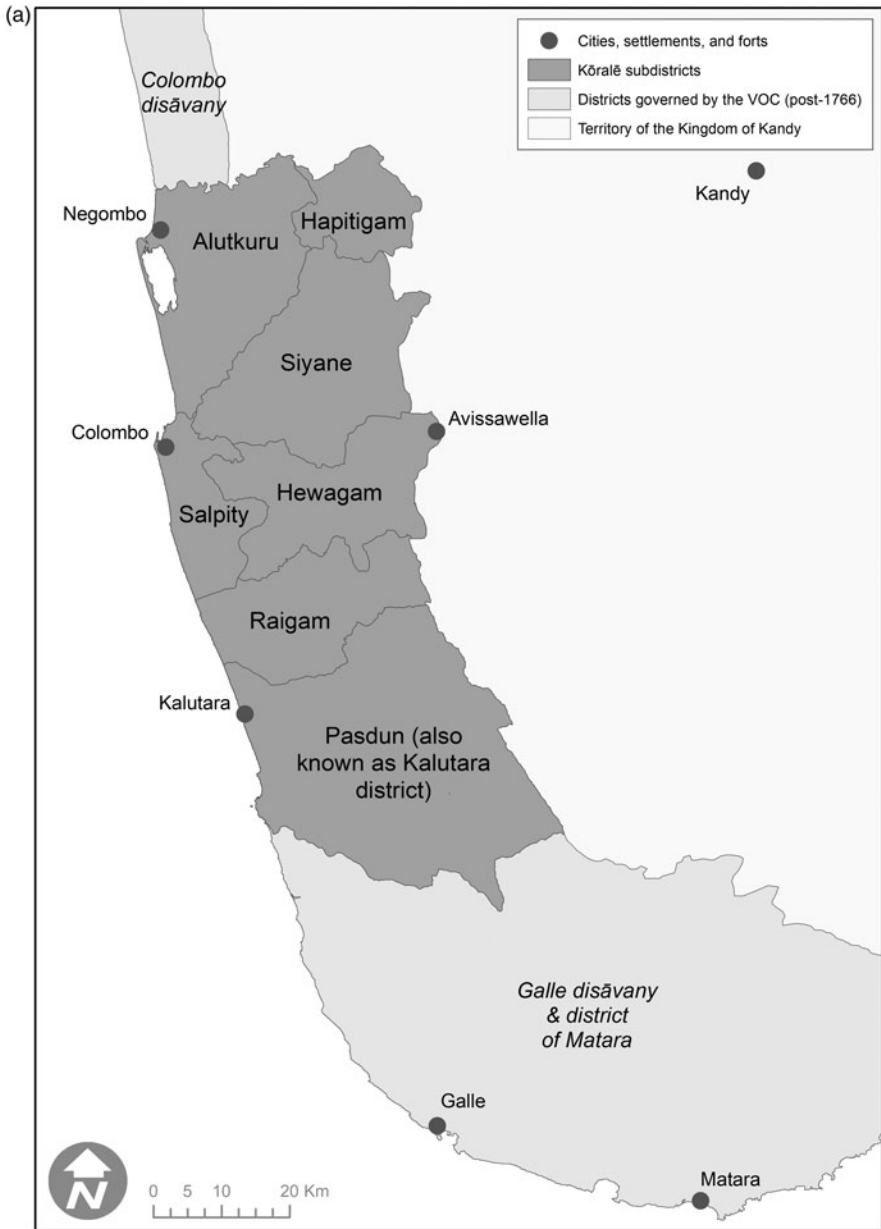 (a)
Cities, settlements, and forts
Kōralē subdistricts
Districts governed by the VOC (post-1766)
Territory of the Kingdom of Kandy
Colombo
disāvany
Kandy
Negombo
Hapitigam
Alutkuru
Siyane
Avissawella
Colombo
Hewagam
Salpity
Raigam
Kalutara
Pasdun (also
known as Kalutara
district)
Galle disāvany
& district
of Matara
Galle
Matara
N
0 5 10 20 Km